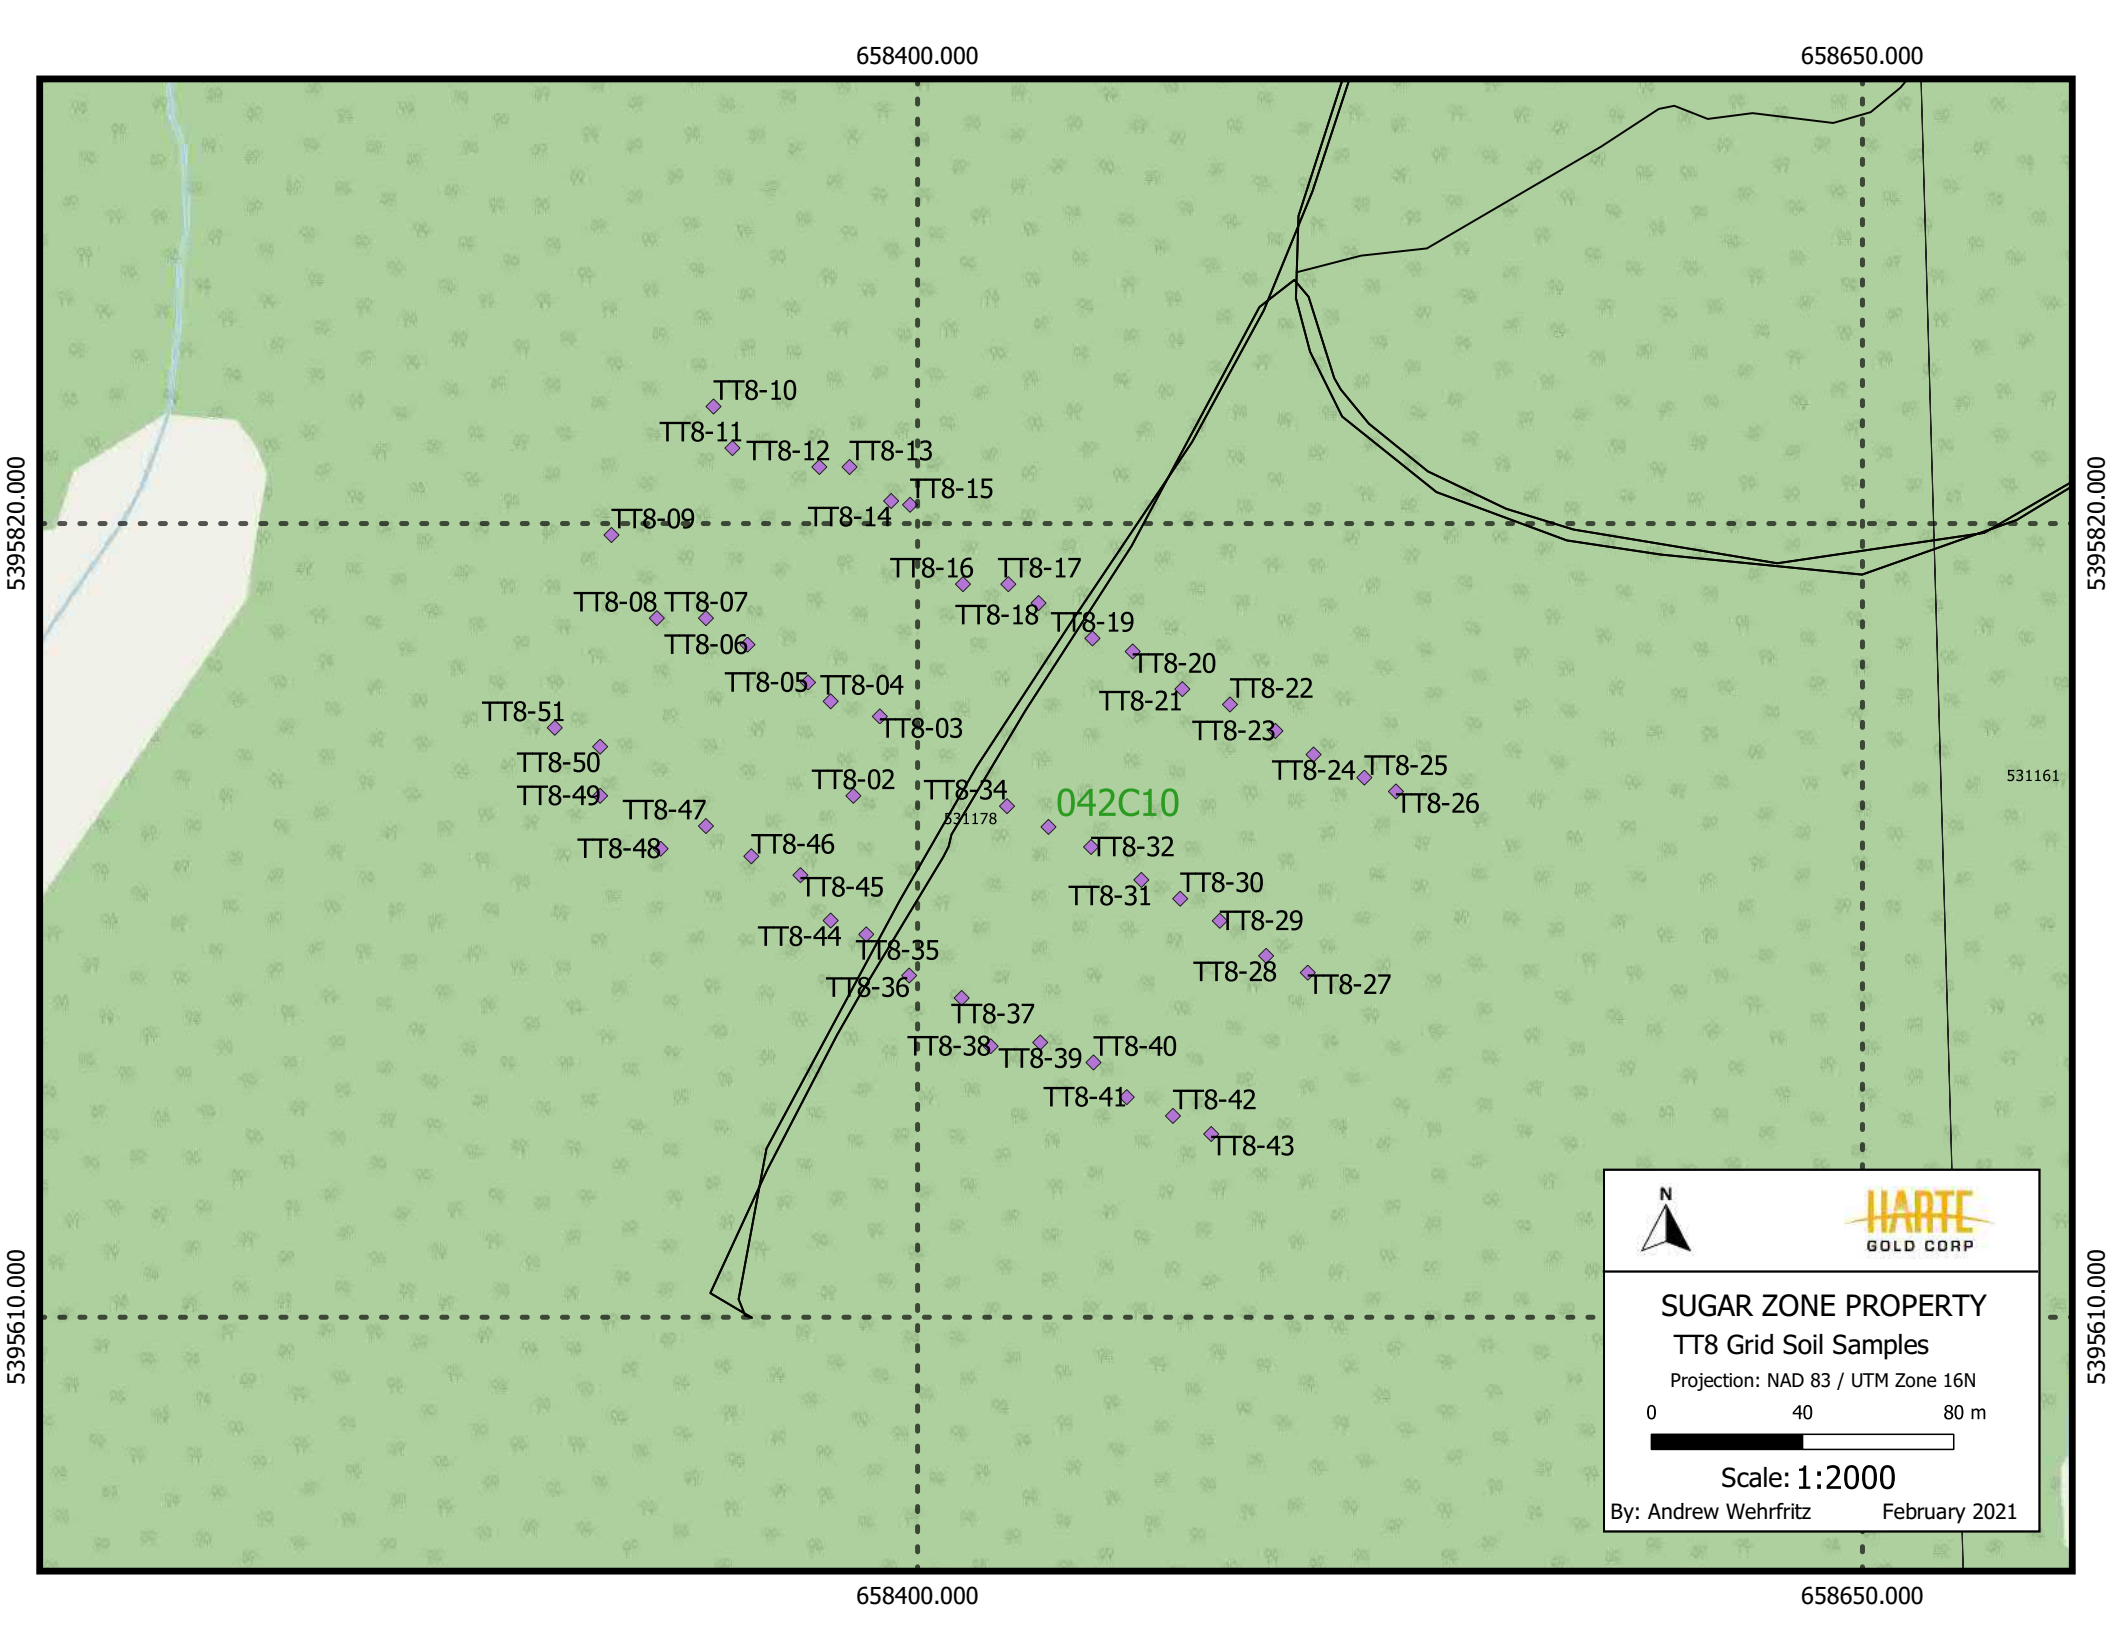 658400.000
658650.000
TT8-10
TT8-11
TT8-12
TT8-13
TT8-15
TT8-14
TT8-09
5395820.000
5395820.000
TT8-16
TT8-17
TT8-08
TT8-07
TT8-18
TT8-19
TT8-06
TT8-20
TT8-05
TT8-04
TT8-21
TT8-22
TT8-51
TT8-03
TT8-23
TT8-50
TT8-24
TT8-25
531161
TT8-02
TT8-34
TT8-49
042C10
TT8-26
TT8-47
531178
TT8-48
TT8-46
TT8-32
TT8-45
TT8-31
TT8-30
TT8-29
TT8-44
TT8-35
TT8-28
TT8-36
TT8-27
TT8-37
TT8-38
TT8-39
TT8-40
TT8-41
TT8-42
TT8-43
5395610.000
5395610.000
N
HARTE
GOLD CORP
SUGAR ZONE PROPERTY
TT8 Grid Soil Samples
Projection: NAD 83 / UTM Zone 16N
0 40 80 m
Scale: 1:2000
By: Andrew Wehrfritz February 2021
658400.000
658650.000